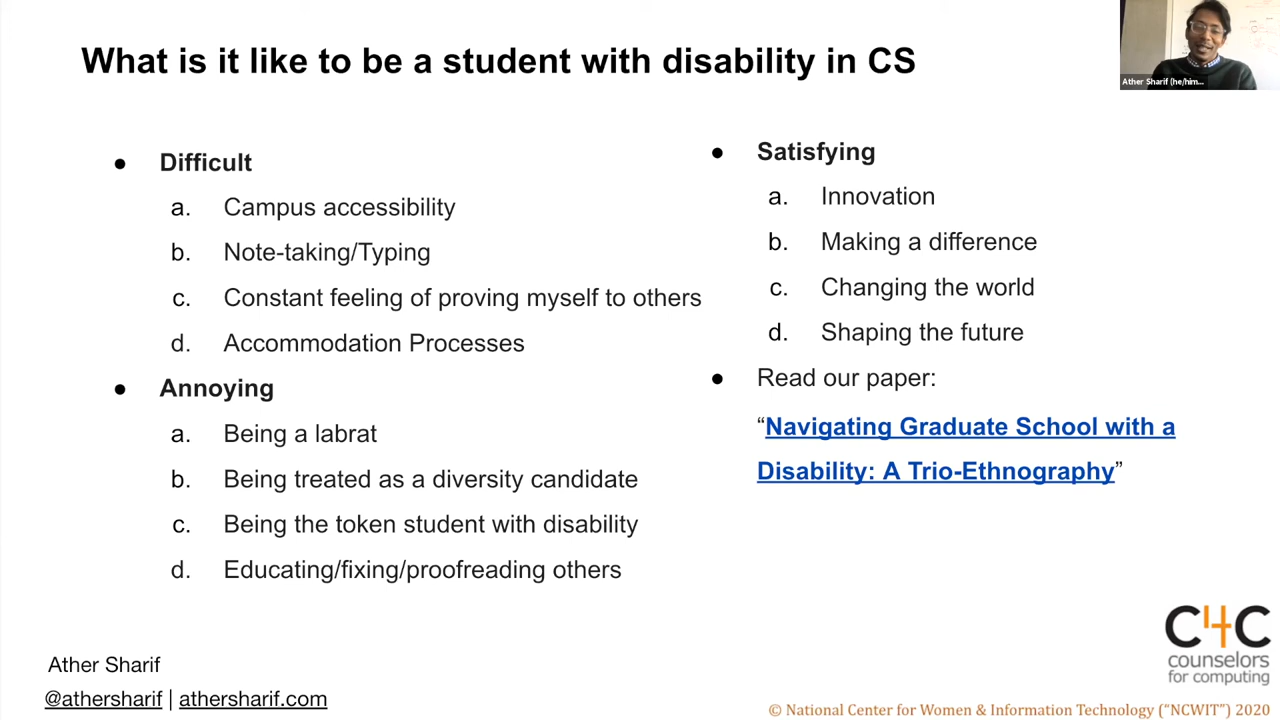 What is it like to be a student with disability in CS
Ather Sharif (he/him...
● Difficult
a. Campus accessibility
b. Note-taking/Typing
c. Constant feeling of proving myself to others
d. Accommodation Processes
● Annoying
a. Being a labrat
b. Being treated as a diversity candidate
c. Being the token student with disability
d. Educating/fixing/proofreading others
● Satisfying
a. Innovation
b. Making a difference
c. Changing the world
d. Shaping the future
● Read our paper:
“Navigating Graduate School with a
Disability: A Trio-Ethnography”
Ather Sharif
@athersharif | athersharif.com
C4C
counselors
for computing
© National Center for Women & Information Technology (“NCWIT”) 2020